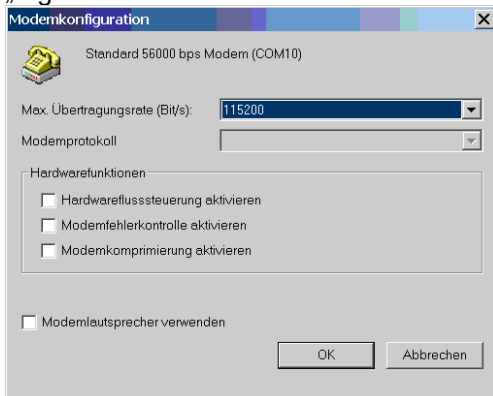 Modemkonfiguration
Standard 56000 bps Modem (COM10)
Max. Übertragungsrate (Bit/s): 115200
Modemprotokoll
Hardwarefunktionen
Hardwareflusssteuerung aktivieren
Modemfehlerkontrolle aktivieren
Modemkomprimierung aktivieren
Modemlautsprecher verwenden
OK Abbrechen